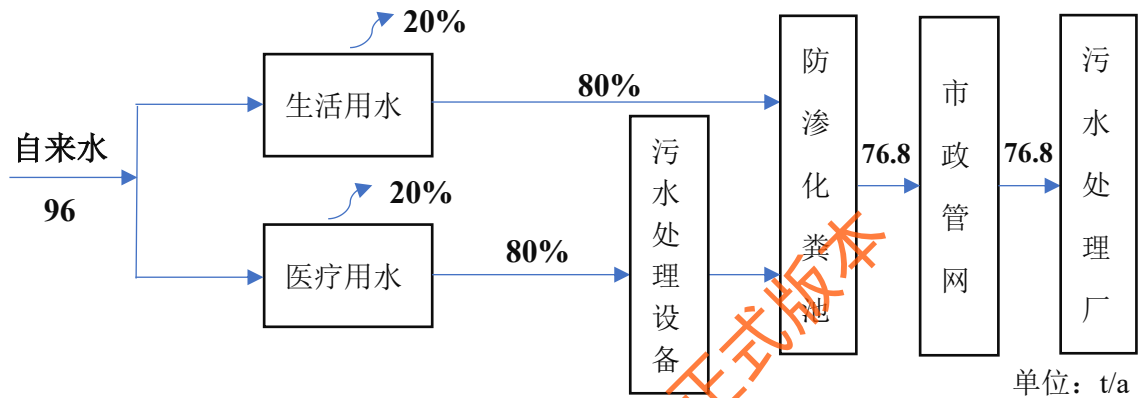 20%
生活用水
80%
自来水
96
20%
医疗用水
80%
污水处理设备
防渗化粪池
76.8
市政管网
76.8
污水处理厂
正式版本
单位：t/a